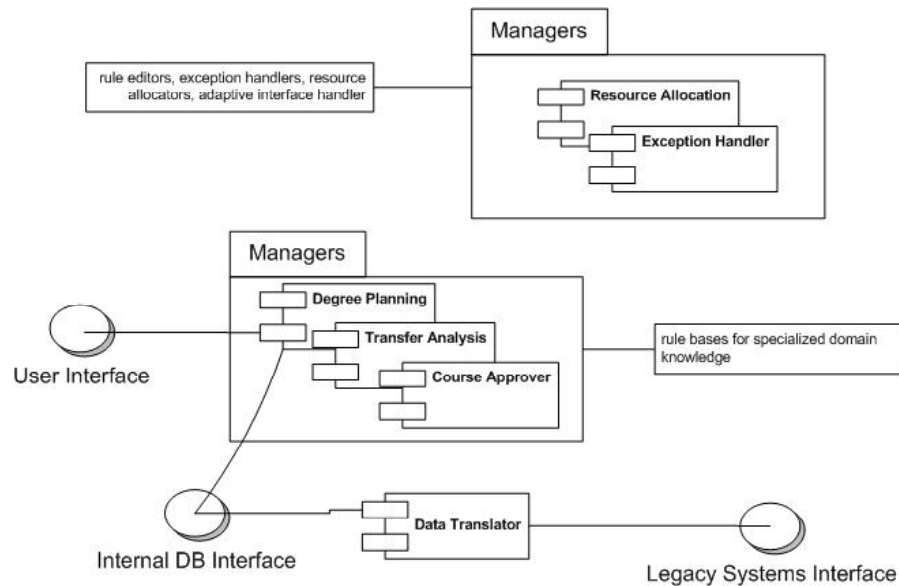 Managers
rule editors, exception handlers, resource
allocators, adaptive interface handler
Resource Allocation
Exception Handler
Managers
Degree Planning
Transfer Analysis
Course Approver
rule bases for specialized domain
knowledge
User Interface
Data Translator
Internal DB Interface
Legacy Systems Interface